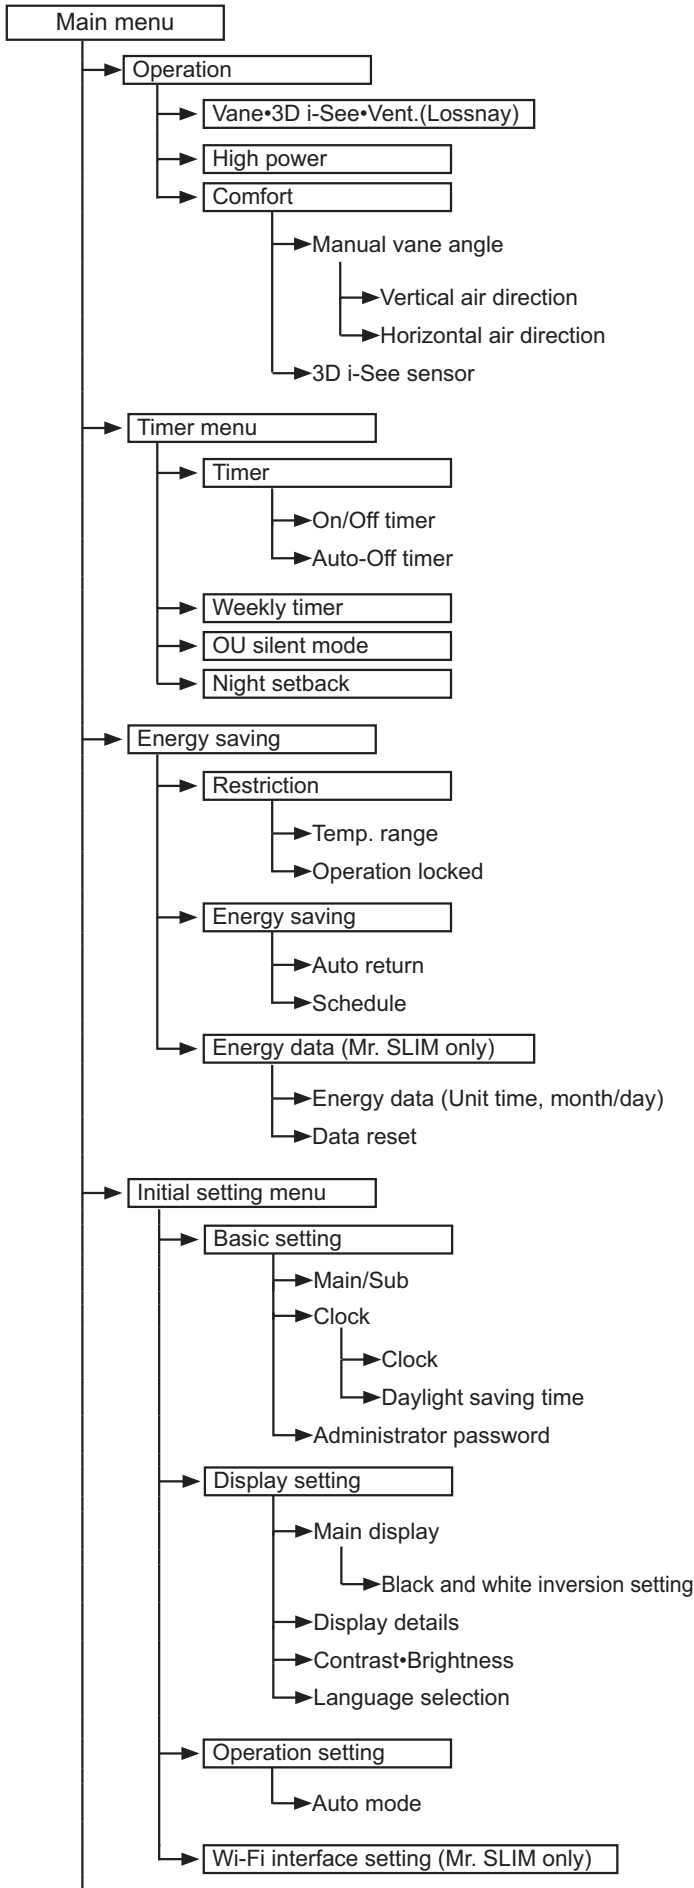 Main menu
Operation
Vane•3D i-See•Vent.(Lossnay)
High power
Comfort
Manual vane angle
Vertical air direction
Horizontal air direction
3D i-See sensor
Timer menu
Timer
On/Off timer
Auto-Off timer
Weekly timer
OU silent mode
Night setback
Energy saving
Restriction
Temp. range
Operation locked
Energy saving
Auto return
Schedule
Energy data (Mr. SLIM only)
Energy data (Unit time, month/day)
Data reset
Initial setting menu
Basic setting
Main/Sub
Clock
Clock
Daylight saving time
Administrator password
Display setting
Main display
Black and white inversion setting
Display details
Contrast•Brightness
Language selection
Operation setting
Auto mode
Wi-Fi interface setting (Mr. SLIM only)